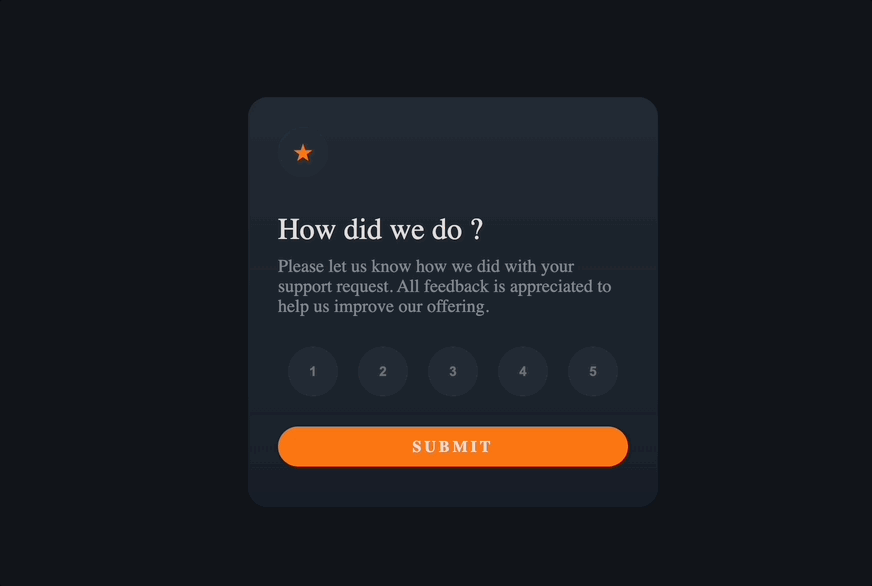 How did we do ?
Please let us know how we did with your
support request. All feedback is appreciated to
help us improve our offering.
1 2 3 4 5
SUBMIT